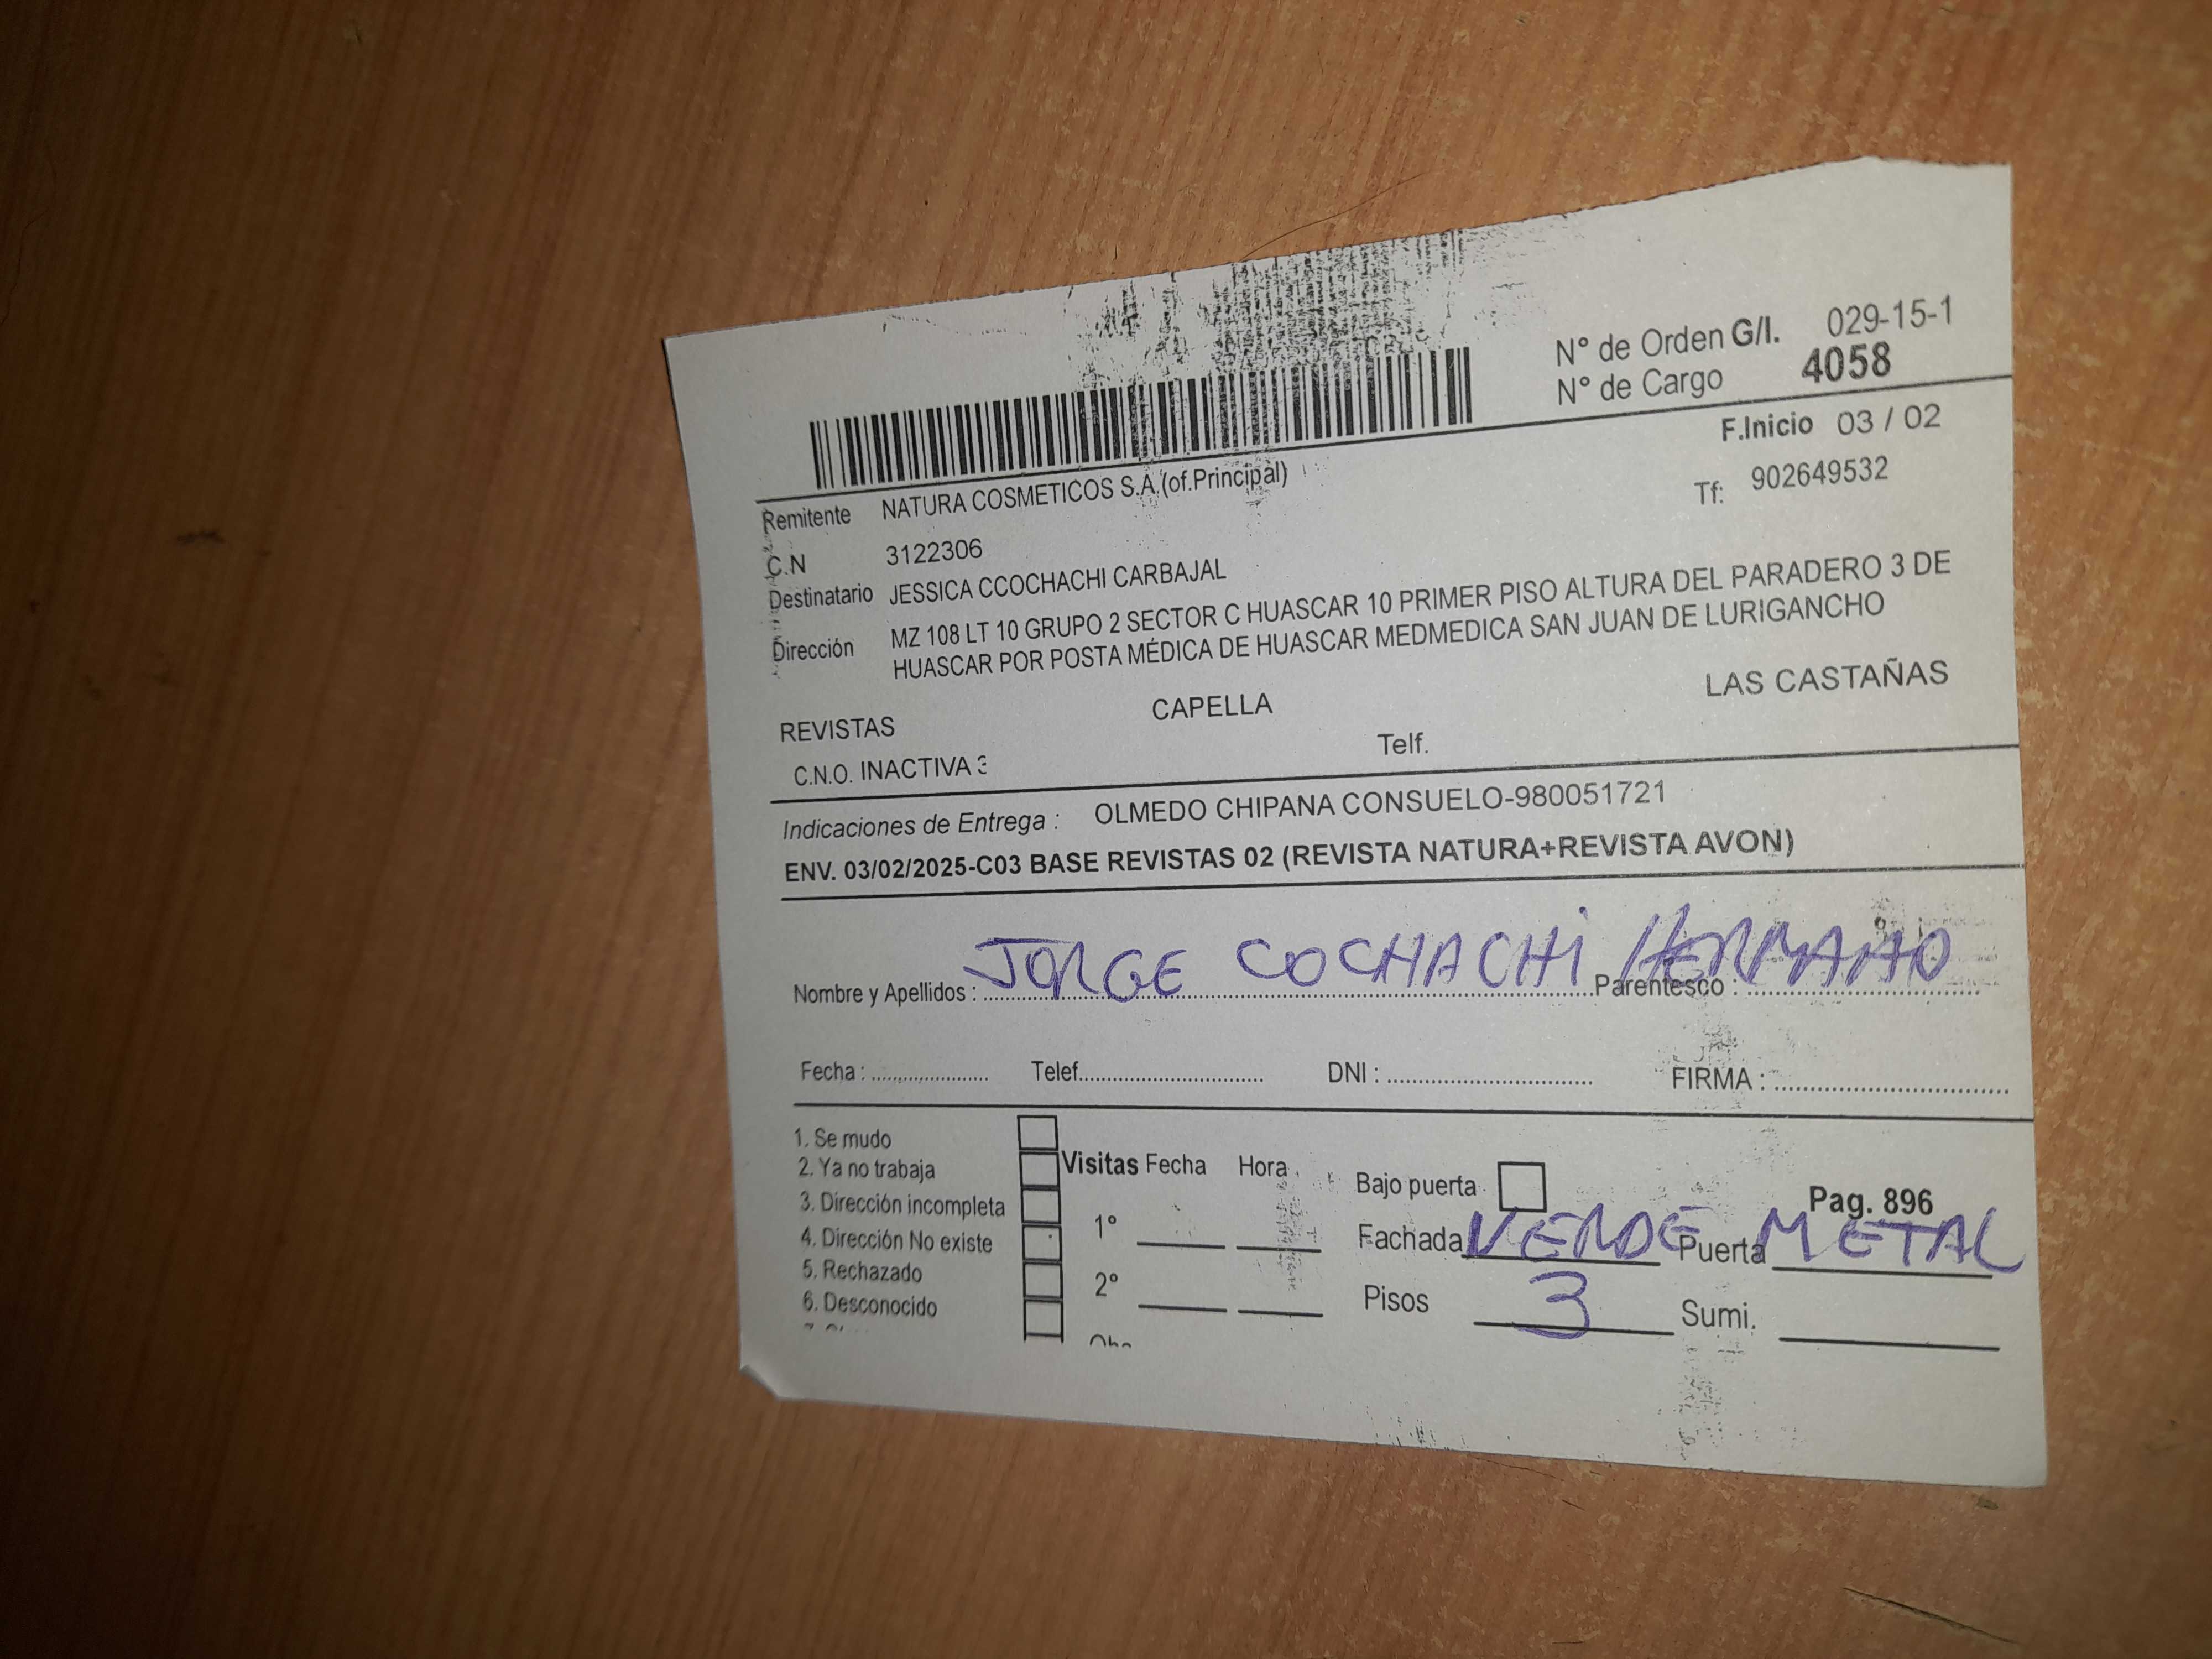 N° de Orden G/I. 029-15-1
N° de Cargo 4058
F.Inicio 03 / 02
Remitente NATURA COSMETICOS S.A.(of.Principal)
Tf: 902649532
C.N 3122306
Destinatario JESSICA CCOCHACHI CARBAJAL
Dirección MZ 108 LT 10 GRUPO 2 SECTOR C HUASCAR 10 PRIMER PISO ALTURA DEL PARADERO 3 DE
HUASCAR POR POSTA MÉDICA DE HUASCAR MEDMEDICA SAN JUAN DE LURIGANCHO
REVISTAS CAPELLA LAS CASTAÑAS
C.N.O. INACTIVA 3 Telf.
Indicaciones de Entrega : OLMEDO CHIPANA CONSUELO-980051721
ENV. 03/02/2025-C03 BASE REVISTAS 02 (REVISTA NATURA+REVISTA AVON)
Nombre y Apellidos : JORGE COCHACHI Parentesco : HERMANO
Fecha : Telef. DNI : FIRMA :
1. Se mudo
2. Ya no trabaja
3. Dirección incompleta
4. Dirección No existe
5. Rechazado
6. Desconocido
Visitas Fecha Hora
1°
2°
Bajo puerta
Pag. 896
Fachada VERDE Puerta METAL
Pisos 3 Sumi.